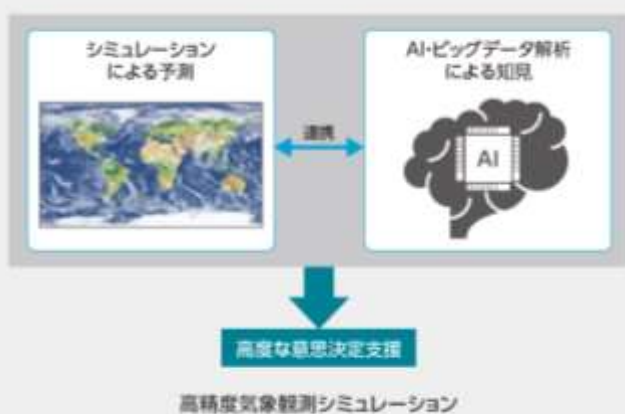 シミュレーション
による予測
AI・ビッグデータ解析
による知見
連携
AI
高度な意思決定支援
高精度気象観測シミュレーション